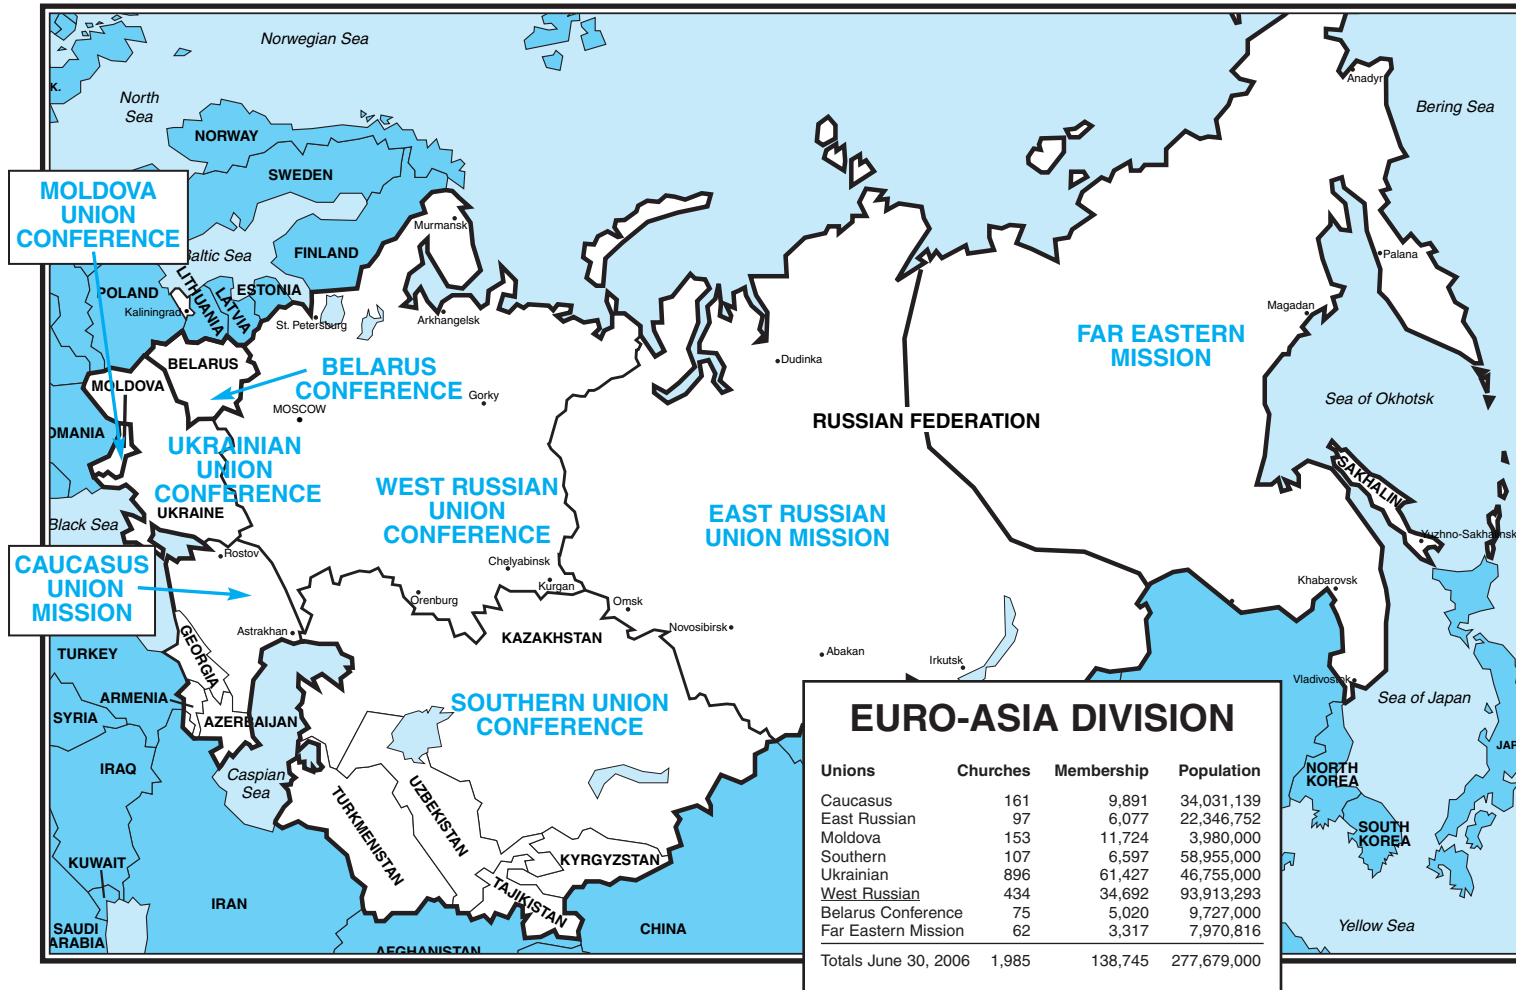 Norwegian Sea
North
Sea
K.
NORWAY
SWEDEN
FINLAND
Baltic Sea
MOLDOVA
UNION
CONFERENCE
Murmansk
POLAND
LITHUANIA
LATVIA
ESTONIA
Kaliningrad
St. Petersburg
Arkhangelsk
Anadyr
Bering Sea
Palana
Magadan
FAR EASTERN
MISSION
Dudinka
BELARUS
BELARUS
CONFERENCE
MOLDOVA
Gorky
MOSCOW
RUSSIAN FEDERATION
Sea of Okhotsk
OMANIA
UKRAINIAN
UNION
CONFERENCE
UKRAINE
WEST RUSSIAN
UNION
CONFERENCE
EAST RUSSIAN
UNION MISSION
SAKHALIN
Yuzhno-Sakhalinsk
Black Sea
Rostov
CAUCASUS
UNION
MISSION
Chelyabinsk
Kurgan
Orenburg
Omsk
Khabarovsk
Astrakhan
KAZAKHSTAN
Novosibirsk
Abakan
Irkutsk
Vladivostok
Sea of Japan
TURKEY
GEORGIA
ARMENIA
AZERBAIJAN
SYRIA
IRAQ
Caspian
Sea
SOUTHERN UNION
CONFERENCE
TURKMENISTAN
UZBEKISTAN
KYRGYZSTAN
TAJIKISTAN
KUWAIT
IRAN
SAUDI
ARABIA
AFGHANISTAN
CHINA
JAP
NORTH
KOREA
SOUTH
KOREA
Yellow Sea
EURO-ASIA DIVISION
Unions Churches Membership Population
Caucasus 161 9,891 34,031,139
East Russian 97 6,077 22,346,752
Moldova 153 11,724 3,980,000
Southern 107 6,597 58,955,000
Ukrainian 896 61,427 46,755,000
West Russian 434 34,692 93,913,293
Belarus Conference 75 5,020 9,727,000
Far Eastern Mission 62 3,317 7,970,816
Totals June 30, 2006 1,985 138,745 277,679,000